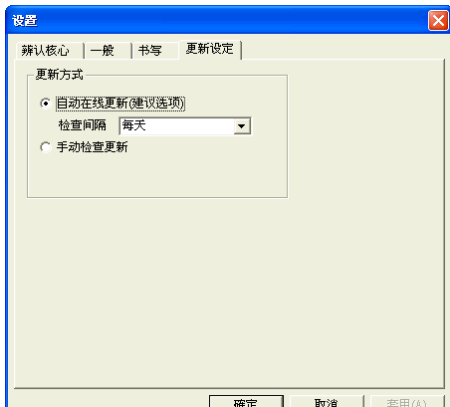 设置
辨认核心 一般 书写 更新设定
更新方式
自动在线更新(建议选项)
检查间隔 每天
手动检查更新
确定 取消 套用(A)